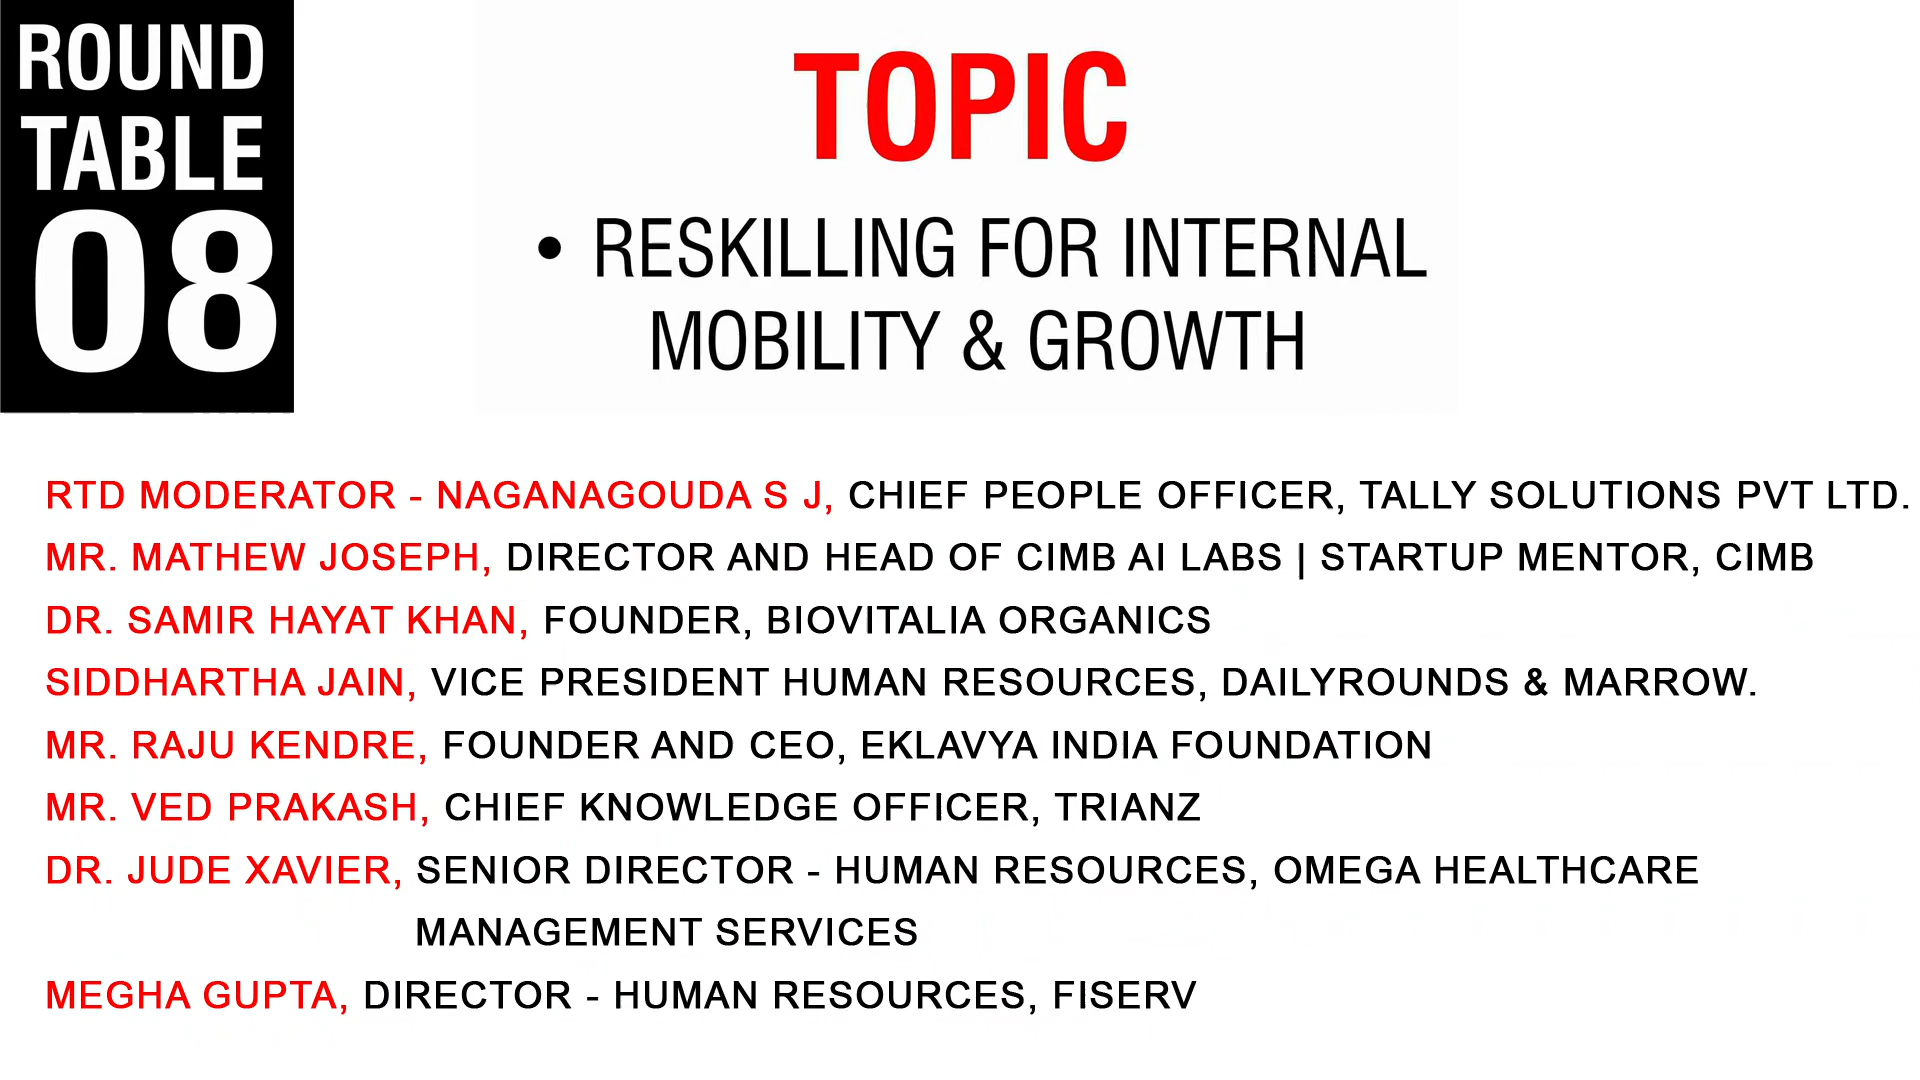 ROUND
TABLE
08
TOPIC
• RESKILLING FOR INTERNAL
MOBILITY & GROWTH
RTD MODERATOR - NAGANAGOUDA S J, CHIEF PEOPLE OFFICER, TALLY SOLUTIONS PVT LTD.
MR. MATHEW JOSEPH, DIRECTOR AND HEAD OF CIMB AI LABS | STARTUP MENTOR, CIMB
DR. SAMIR HAYAT KHAN, FOUNDER, BIOVITALIA ORGANICS
SIDDHARTHA JAIN, VICE PRESIDENT HUMAN RESOURCES, DAILYROUNDS & MARROW.
MR. RAJU KENDRE, FOUNDER AND CEO, EKLAVYA INDIA FOUNDATION
MR. VED PRAKASH, CHIEF KNOWLEDGE OFFICER, TRIANZ
DR. JUDE XAVIER, SENIOR DIRECTOR - HUMAN RESOURCES, OMEGA HEALTHCARE
MANAGEMENT SERVICES
MEGHA GUPTA, DIRECTOR - HUMAN RESOURCES, FISERV